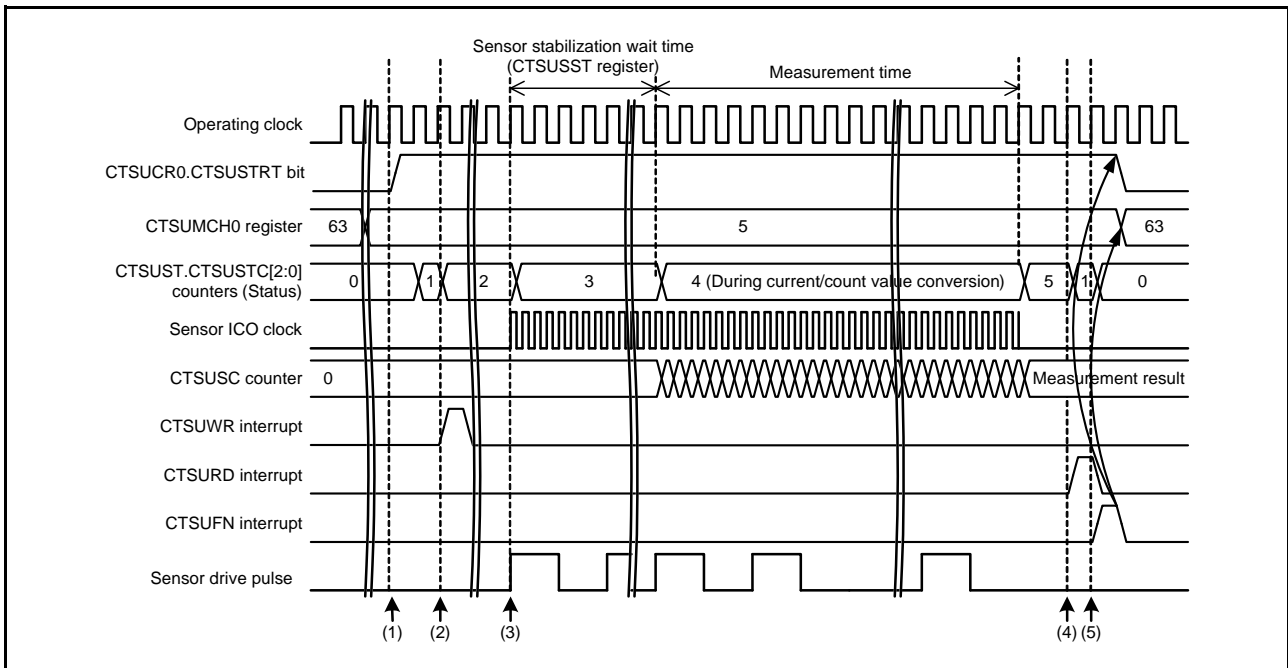 Sensor stabilization wait time
(CTSUSST register)
Measurement time
Operating clock
CTSUCR0.CTSUSTRT bit
CTSUMCH0 register
63
5
63
CTSUST.CTSUSTC[2:0]
counters (Status)
0
1
2
3
4 (During current/count value conversion)
5
1
0
Sensor ICO clock
CTSUSC counter
0
Measurement result
CTSUWR interrupt
CTSURD interrupt
CTSUFN interrupt
Sensor drive pulse
(1)
(2)
(3)
(4)
(5)